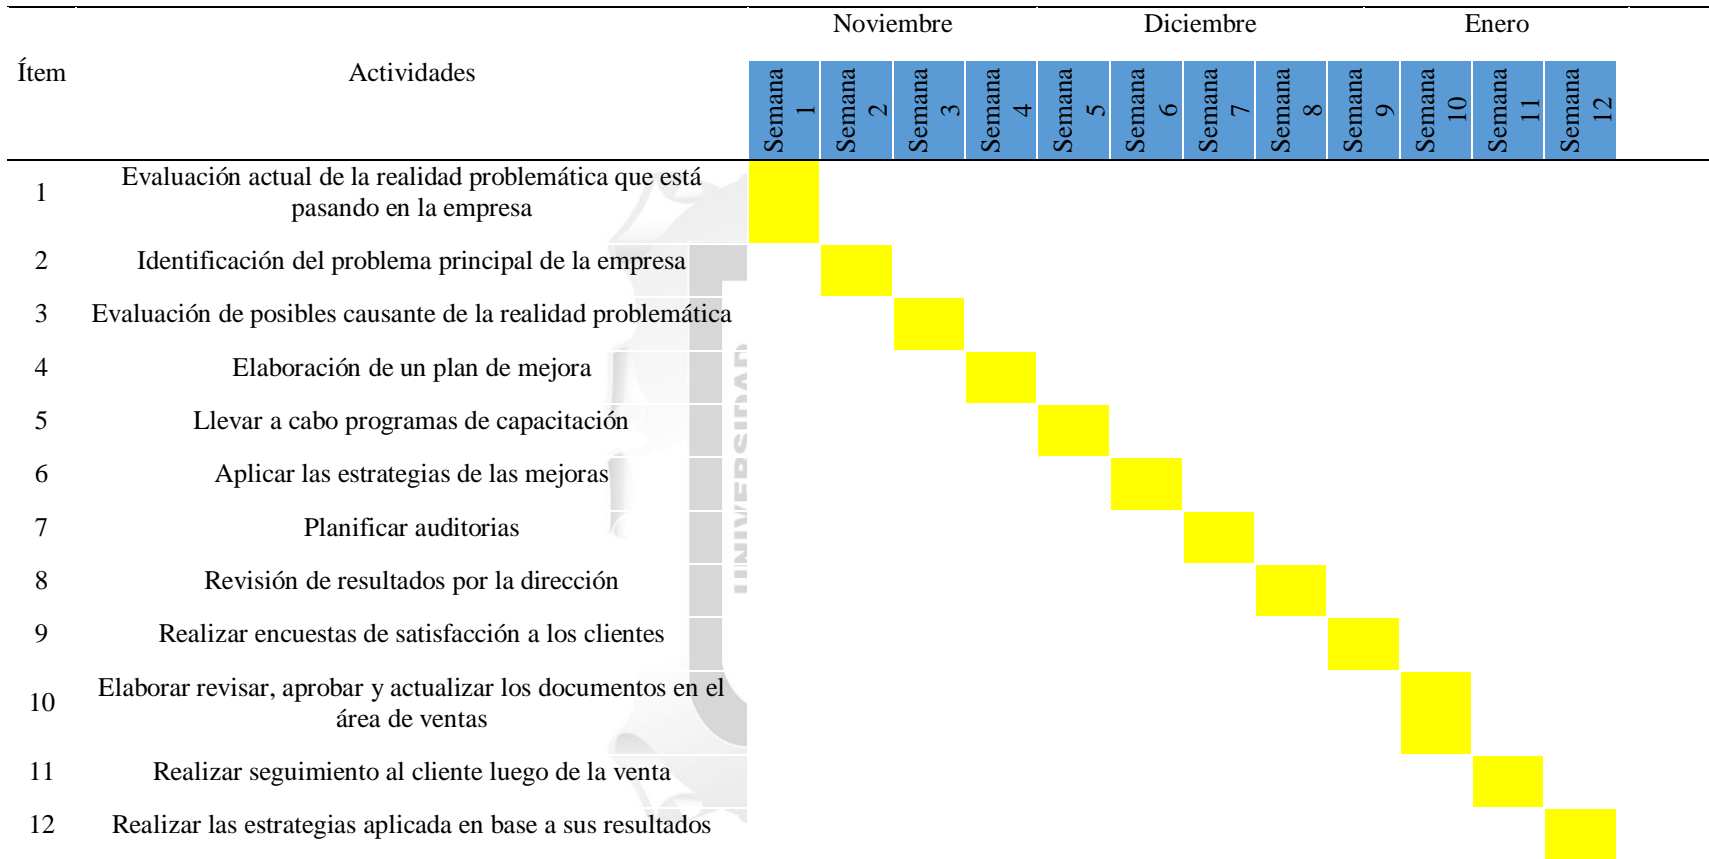 Noviembre Diciembre Enero
Ítem Actividades
Semana 1 Semana 2 Semana 3 Semana 4 Semana 5 Semana 6 Semana 7 Semana 8 Semana 9 Semana 10 Semana 11 Semana 12
1 Evaluación actual de la realidad problemática que está
pasando en la empresa
2 Identificación del problema principal de la empresa
3 Evaluación de posibles causante de la realidad problemática
4 Elaboración de un plan de mejora
5 Llevar a cabo programas de capacitación
6 Aplicar las estrategias de las mejoras
7 Planificar auditorias
8 Revisión de resultados por la dirección
9 Realizar encuestas de satisfacción a los clientes
10 Elaborar revisar, aprobar y actualizar los documentos en el
área de ventas
11 Realizar seguimiento al cliente luego de la venta
12 Realizar las estrategias aplicada en base a sus resultados
UNIVERSIDAD